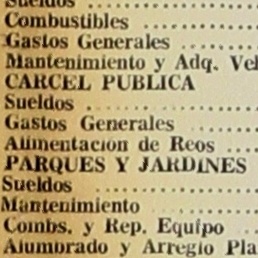 Sueldos ............
Combustibles ..........
Gastos Generales .......
Mantenimiento y Adq. Vel
CARCEL PUBLICA
Sueldos ...............
Gastos Generales .......
Alimentación de Reos ...
PARQUES Y JARDINES
Sueldos ...............
Mantenimiento .........
Combs. y Rep. Equipo ..
Alumbrado y Arreglo Pla